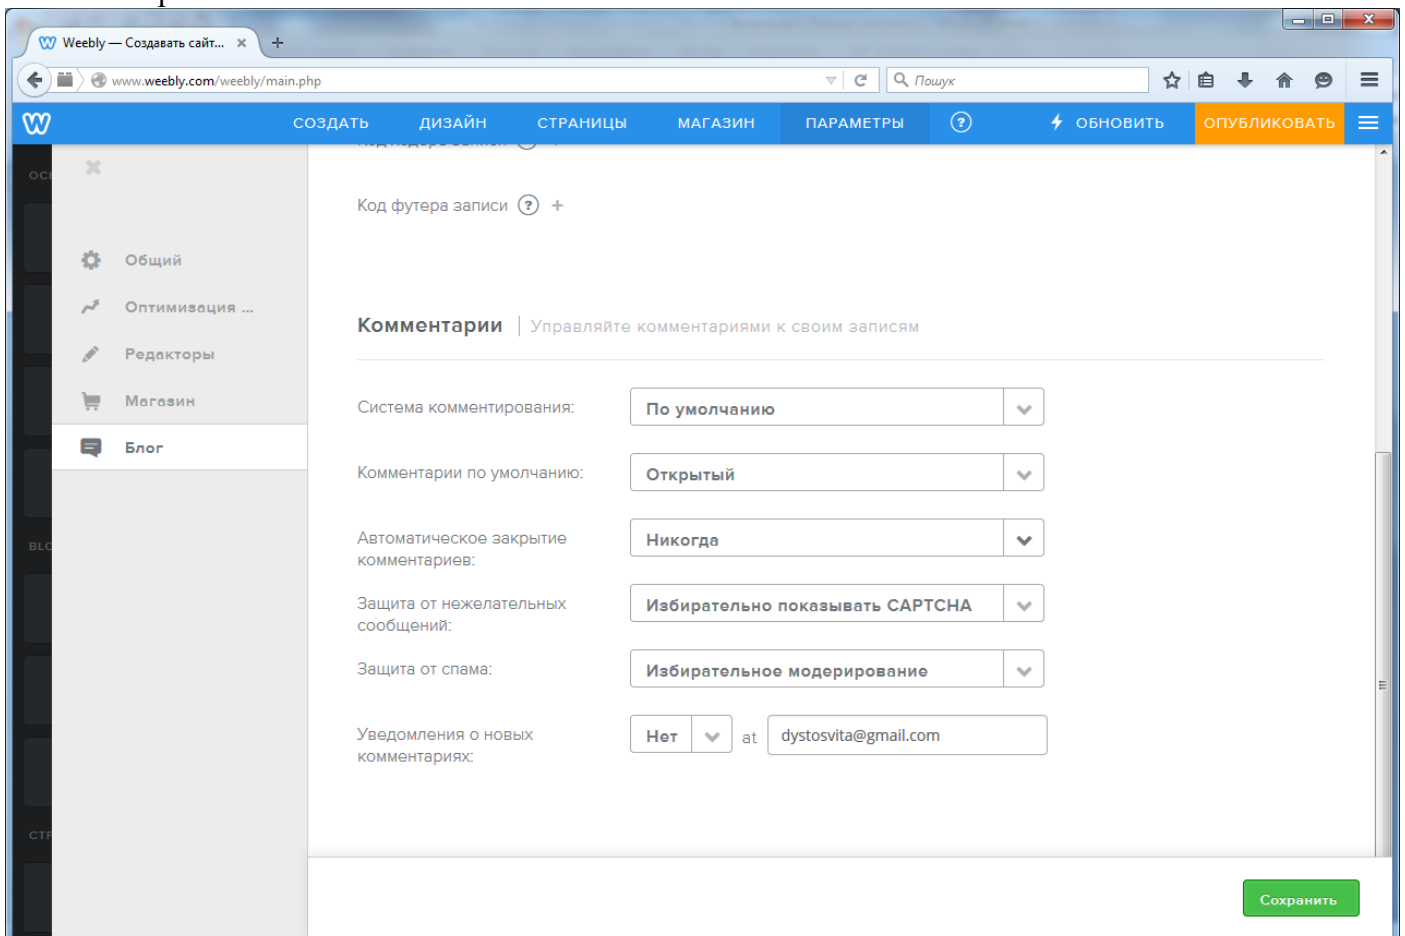 Weebly — Создавать сайт...
www.weebly.com/weebly/main.php
Пошук
СОЗДАТЬ ДИЗАЙН СТРАНИЦЫ МАГАЗИН ПАРАМЕТРЫ ? ОБНОВИТЬ ОПУБЛИКОВАТЬ
Код футера записи ? +
Общий
Оптимизация ...
Редакторы
Магазин
Блог
Комментарии | Управляйте комментариями к своим записям
Система комментирования: По умолчанию
Комментарии по умолчанию: Открытый
Автоматическое закрытие
комментариев:
Никогда
Защита от нежелательных
сообщений:
Избирательно показывать CAPTCHA
Защита от спама: Избирательное модерирование
Уведомления о новых
комментариях:
Нет at dystosvita@gmail.com
Сохранить